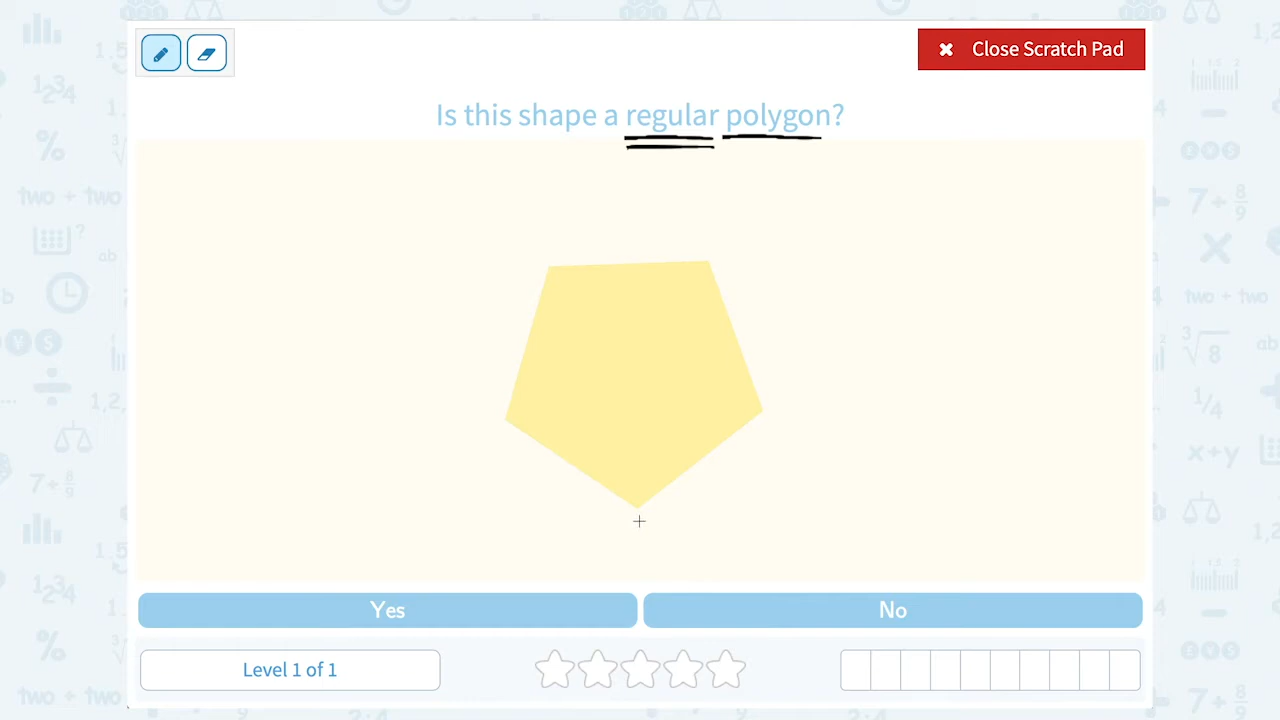 Close Scratch Pad
Is this shape a regular polygon?
Yes
No
Level 1 of 1